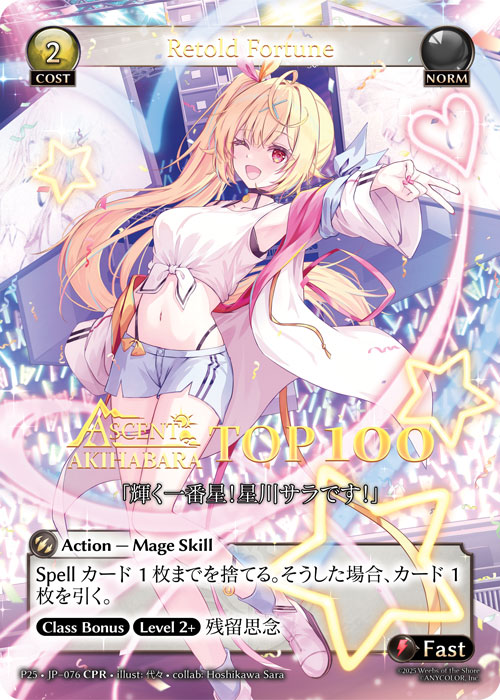 2
COST
Retold Fortune
NORM
ASCENT
AKIHABARA
TOP100
「輝く一番星!星川サラです!」
Action — Mage Skill
Spell カード 1 枚までを捨てる。そうした場合、カード 1
枚を引く。
Class Bonus Level 2+ 残留思念
Fast
P25 • JP–076 CPR • illust: 代々 • collab: Hoshikawa Sara
©2025 Weebs of the Shore, Inc
©ANYCOLOR, Inc.